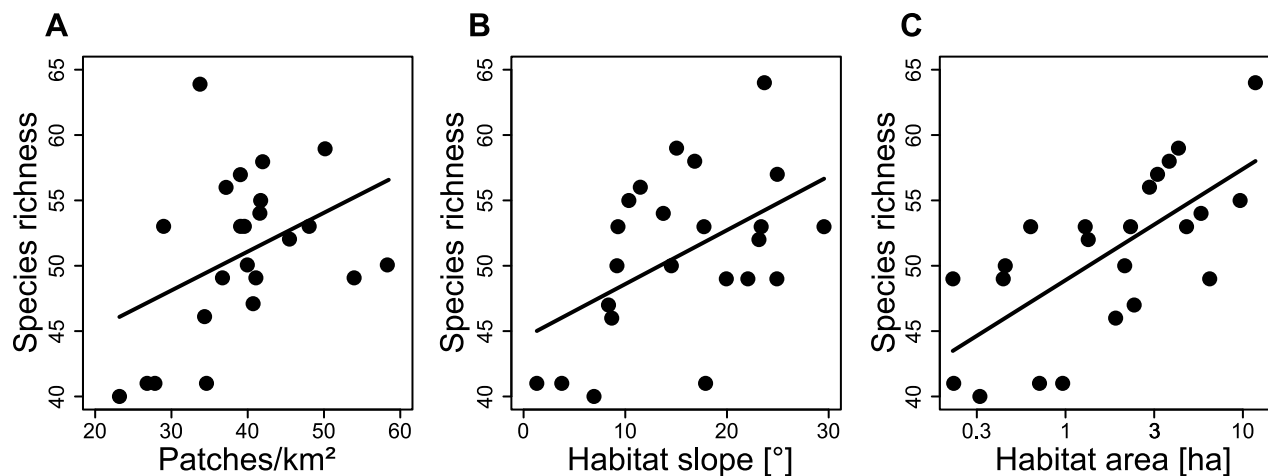 A
B
C
Species richness
65
60
55
50
45
40
20 30 40 50 60
Patches/km²
Species richness
65
60
55
50
45
40
0 10 20 30
Habitat slope [°]
Species richness
65
60
55
50
45
40
0.3 1 3 10
Habitat area [ha]